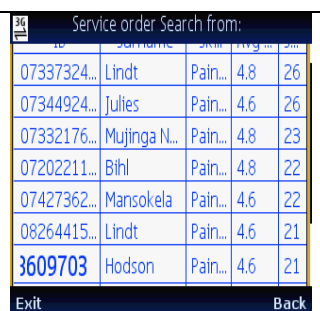 3G Service order Search from:
07337324... Lindt Pain... 4.8 26
07344924... Julies Pain... 4.6 26
07332176... Mujinga N... Pain... 4.8 23
07202211... Bihl Pain... 4.8 22
07427362... Mansokela Pain... 4.6 22
08264415... Lindt Pain... 4.6 21
3609703 Hodson Pain... 4.6 21
Exit Back